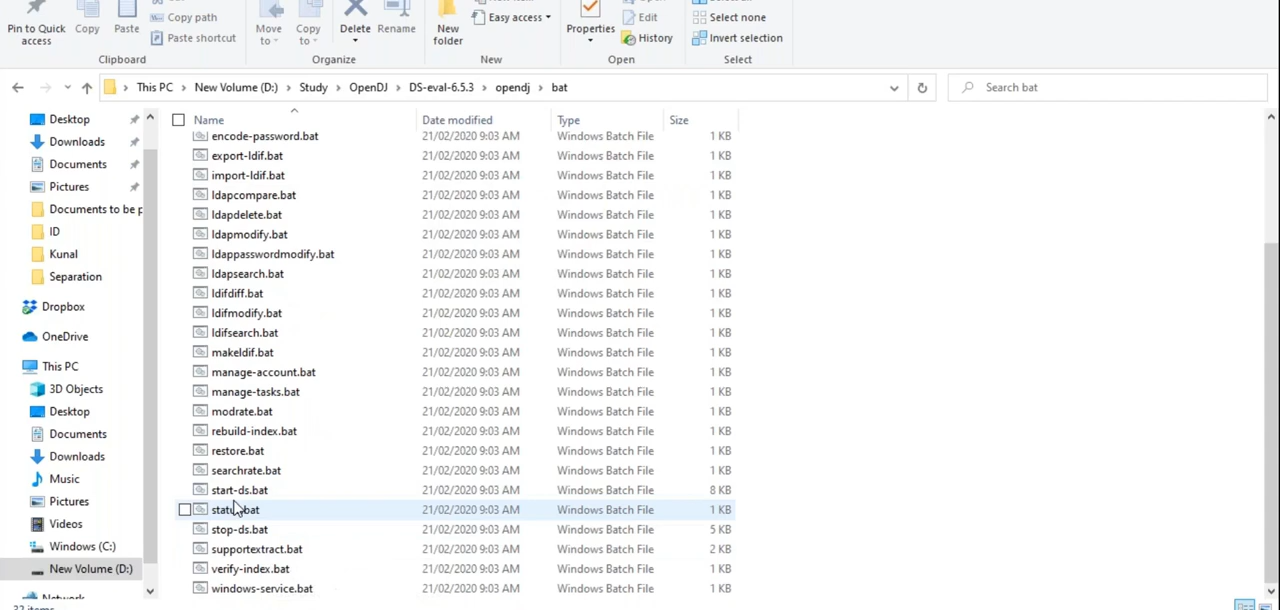 Pin to Quick access
Copy
Paste
Copy path
Paste shortcut
Move to
Copy to
Delete
Rename
New folder
Easy access
Properties
Edit
History
Select none
Invert selection
Clipboard
Organize
New
Open
Select
This PC
New Volume (D:)
Study
OpenDJ
DS-eval-6.5.3
opendj
bat
Search bat
Desktop
Downloads
Documents
Pictures
Documents to be p
ID
Kunal
Separation
Dropbox
OneDrive
This PC
3D Objects
Desktop
Documents
Downloads
Music
Pictures
Videos
Windows (C:)
New Volume (D:)
Network
Name Date modified Type Size
encode-password.bat 21/02/2020 9:03 AM Windows Batch File 1 KB
export-ldif.bat 21/02/2020 9:03 AM Windows Batch File 1 KB
import-ldif.bat 21/02/2020 9:03 AM Windows Batch File 1 KB
ldapcompare.bat 21/02/2020 9:03 AM Windows Batch File 1 KB
ldapdelete.bat 21/02/2020 9:03 AM Windows Batch File 1 KB
ldapmodify.bat 21/02/2020 9:03 AM Windows Batch File 1 KB
ldappasswordmodify.bat 21/02/2020 9:03 AM Windows Batch File 1 KB
ldapsearch.bat 21/02/2020 9:03 AM Windows Batch File 1 KB
ldifdiff.bat 21/02/2020 9:03 AM Windows Batch File 1 KB
ldifmodify.bat 21/02/2020 9:03 AM Windows Batch File 1 KB
ldifsearch.bat 21/02/2020 9:03 AM Windows Batch File 1 KB
makeldif.bat 21/02/2020 9:03 AM Windows Batch File 1 KB
manage-account.bat 21/02/2020 9:03 AM Windows Batch File 1 KB
manage-tasks.bat 21/02/2020 9:03 AM Windows Batch File 1 KB
modrate.bat 21/02/2020 9:03 AM Windows Batch File 1 KB
rebuild-index.bat 21/02/2020 9:03 AM Windows Batch File 1 KB
restore.bat 21/02/2020 9:03 AM Windows Batch File 1 KB
searchrate.bat 21/02/2020 9:03 AM Windows Batch File 1 KB
start-ds.bat 21/02/2020 9:03 AM Windows Batch File 8 KB
status.bat 21/02/2020 9:03 AM Windows Batch File 1 KB
stop-ds.bat 21/02/2020 9:03 AM Windows Batch File 5 KB
supportextract.bat 21/02/2020 9:03 AM Windows Batch File 2 KB
verify-index.bat 21/02/2020 9:03 AM Windows Batch File 1 KB
windows-service.bat 21/02/2020 9:03 AM Windows Batch File 1 KB
32 items